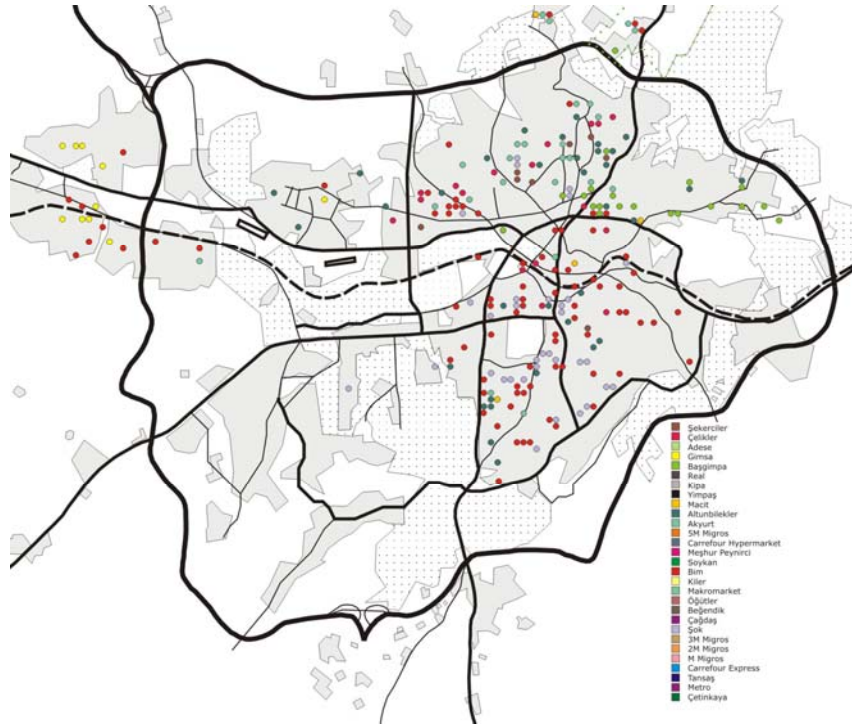 Şekerciler
Çelikler
Adese
Gimsa
Başgimpa
Real
Kipa
Yimpaş
Macit
Altunbilekler
Akyurt
5M Migros
Carrefour Hypermarket
Meşhur Peynirci
Soykan
Bim
Kiler
Makromarket
Öğütler
Beğendik
Çağdaş
Şok
3M Migros
2M Migros
M Migros
Carrefour Express
Tansaş
Metro
Çetinkaya